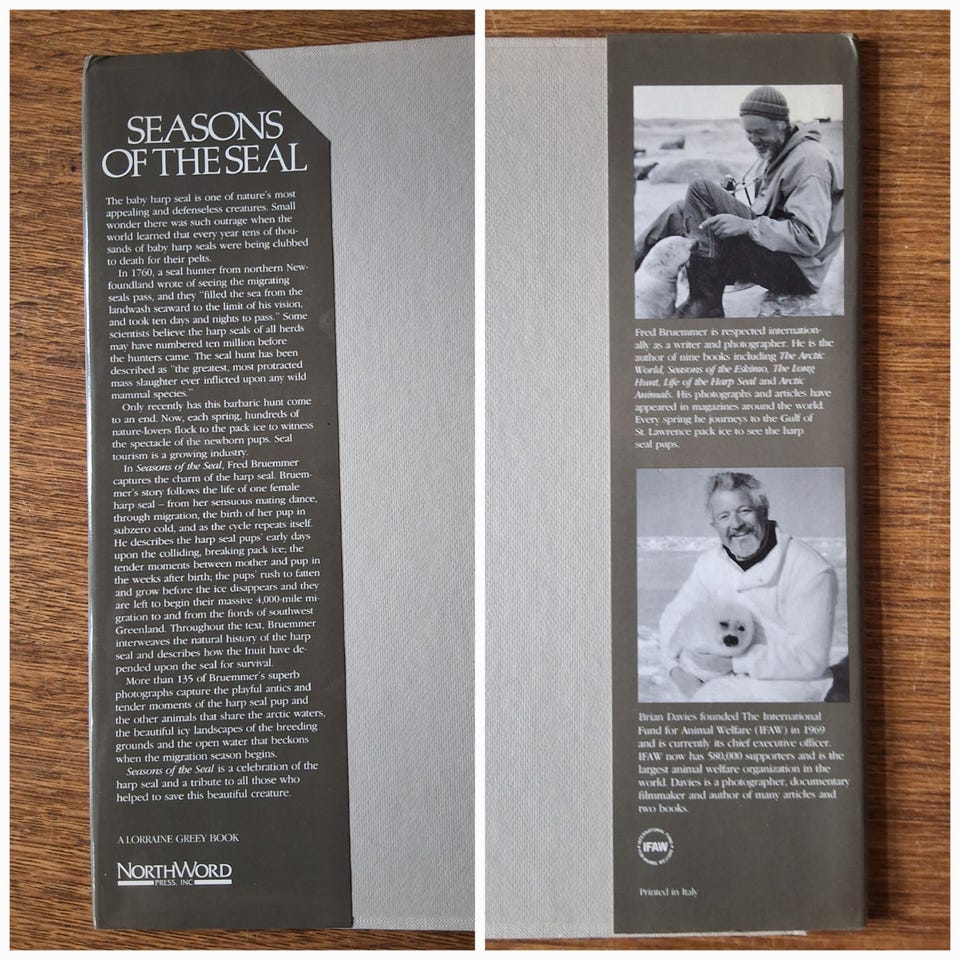 SEASONS
OF THE SEAL
The baby harp seal is one of nature's most
appealing and defenseless creatures. Small
wonder there was such outrage when the
world learned that every year tens of thou-
sands of baby harp seals were being clubbed
to death for their pelts.
In 1760, a seal hunter from northern New-
foundland wrote of seeing the migrating
seals pass, and they "filled the sea from the
landwash seaward to the limit of his vision,
and took ten days and nights to pass." Some
scientists believe the harp seals of all herds
may have numbered ten million before
the hunters came. The seal hunt has been
described as "the greatest, most protracted
mass slaughter ever inflicted upon any wild
mammal species."
Only recently has this barbaric hunt come
to an end. Now, each spring, hundreds of
nature-lovers flock to the pack ice to witness
the spectacle of the newborn pups. Seal
tourism is a growing industry.
In Seasons of the Seal, Fred Bruemmer
captures the charm of the harp seal. Bruem-
mer's story follows the life of one female
harp seal – from her sensuous mating dance,
through migration, the birth of her pup in
subzero cold, and as the cycle repeats itself.
He describes the harp seal pups' early days
upon the colliding, breaking pack ice; the
tender moments between mother and pup in
the weeks after birth; the pups' rush to fatten
and grow before the ice disappears and they
are left to begin their massive 4,000-mile mi-
gration to and from the fiords of southwest
Greenland. Throughout the text, Bruemmer
interweaves the natural history of the harp
seal and describes how the Inuit have de-
pended upon the seal for survival.
More than 135 of Bruemmer's superb
photographs capture the playful antics and
tender moments of the harp seal pup and
the other animals that share the arctic waters,
the beautiful icy landscapes of the breeding
grounds and the open water that beckons
when the migration season begins.
Seasons of the Seal is a celebration of the
harp seal and a tribute to all those who
helped to save this beautiful creature.
A LORRAINE GREEY BOOK
NORTHWORD
PRESS, INC
Fred Bruemmer is respected internation-
ally as a writer and photographer. He is the
author of nine books including The Arctic
World, Seasons of the Eskimo, The Long
Hunt, Life of the Harp Seal and Arctic
Animals. His photographs and articles have
appeared in magazines around the world.
Every spring he journeys to the Gulf of
St. Lawrence pack ice to see the harp
seal pups.
Brian Davies founded The International
Fund for Animal Welfare (IFAW) in 1969
and is currently its chief executive officer.
IFAW now has 580,000 supporters and is the
largest animal welfare organization in the
world. Davies is a photographer, documentary
filmmaker and author of many articles and
two books.
INTERNATIONAL FUND
IFAW
FOR ANIMAL WELFARE
Printed in Italy